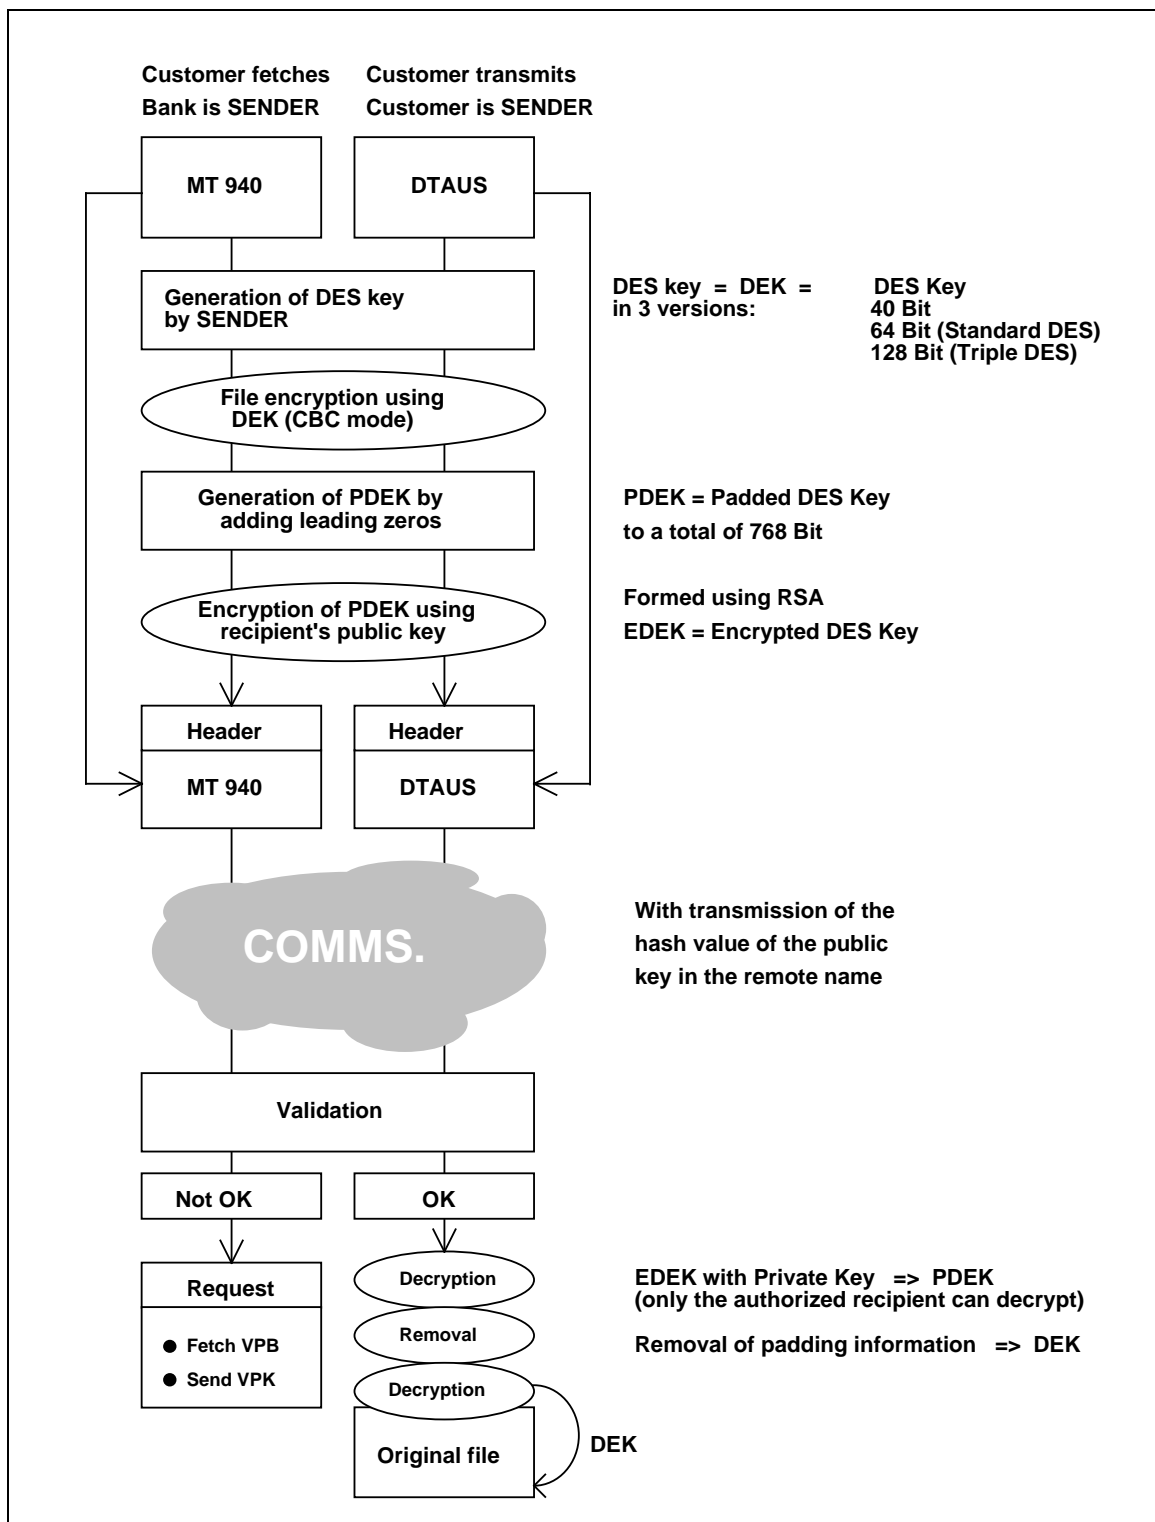 Customer fetches
Bank is SENDER
Customer transmits
Customer is SENDER
MT 940
DTAUS
Generation of DES key
by SENDER
DES key = DEK =
in 3 versions:
DES Key
40 Bit
64 Bit (Standard DES)
128 Bit (Triple DES)
File encryption using
DEK (CBC mode)
Generation of PDEK by
adding leading zeros
PDEK = Padded DES Key
to a total of 768 Bit
Encryption of PDEK using
recipient's public key
Formed using RSA
EDEK = Encrypted DES Key
Header
MT 940
Header
DTAUS
COMMS.
With transmission of the
hash value of the public
key in the remote name
Validation
Not OK
OK
Request
● Fetch VPB
● Send VPK
Decryption
EDEK with Private Key => PDEK
(only the authorized recipient can decrypt)
Removal
Removal of padding information => DEK
Decryption
Original file
DEK